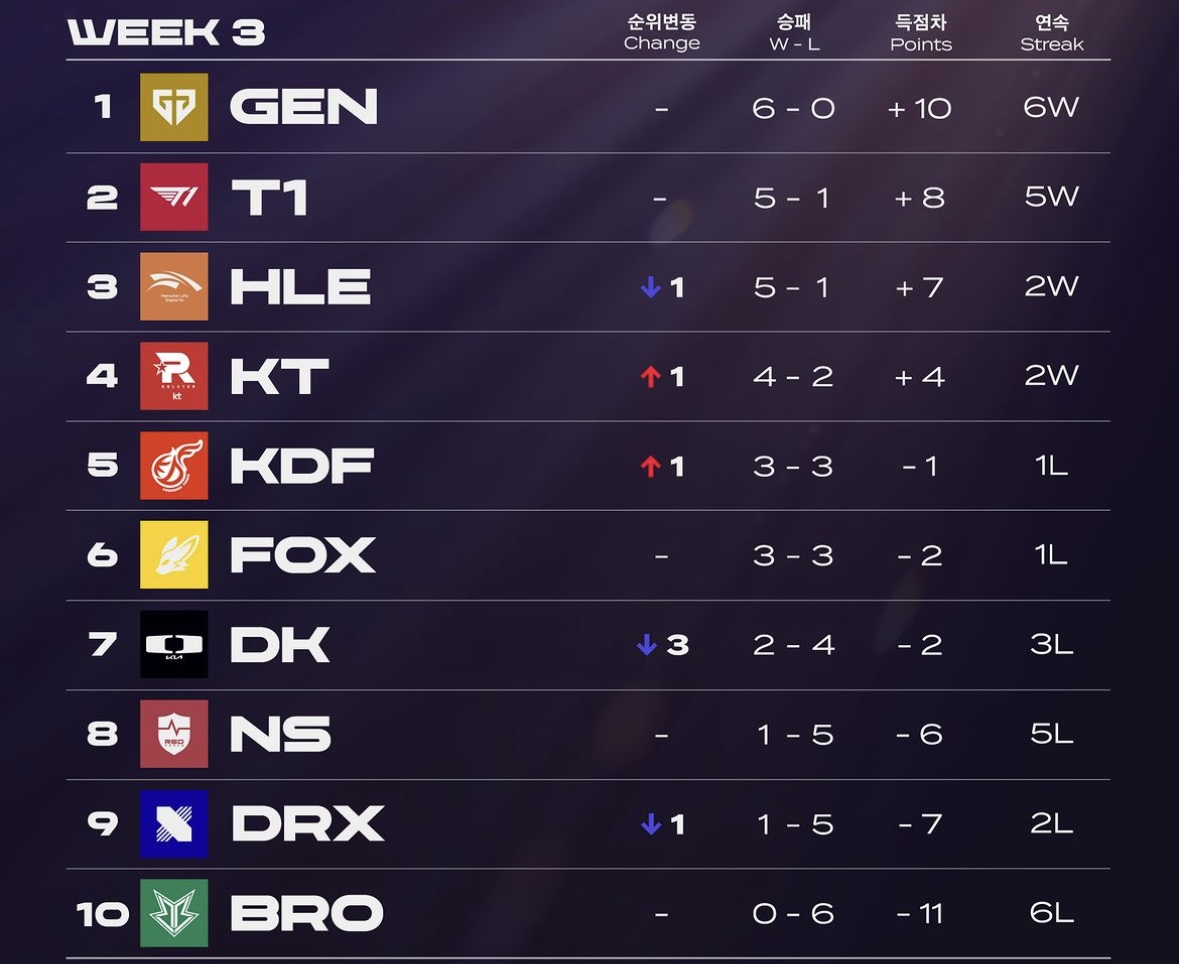 WEEK 3 순위변동 승패 득점차 연속
Change W - L Points Streak
1 GEN - 6 - 0 + 10 6W
2 T1 T1 - 5 - 1 + 8 5W
3 HLE ↓ 1 5 - 1 + 7 2W
4 R kt KT ↑ 1 4 - 2 + 4 2W
5 KDF ↑ 1 3 - 3 - 1 1L
6 FOX - 3 - 3 - 2 1L
7 KIA DK ↓ 3 2 - 4 - 2 3L
8 RED NS - 1 - 5 - 6 5L
9 DRX ↓ 1 1 - 5 - 7 2L
10 BRO - 0 - 6 - 11 6L